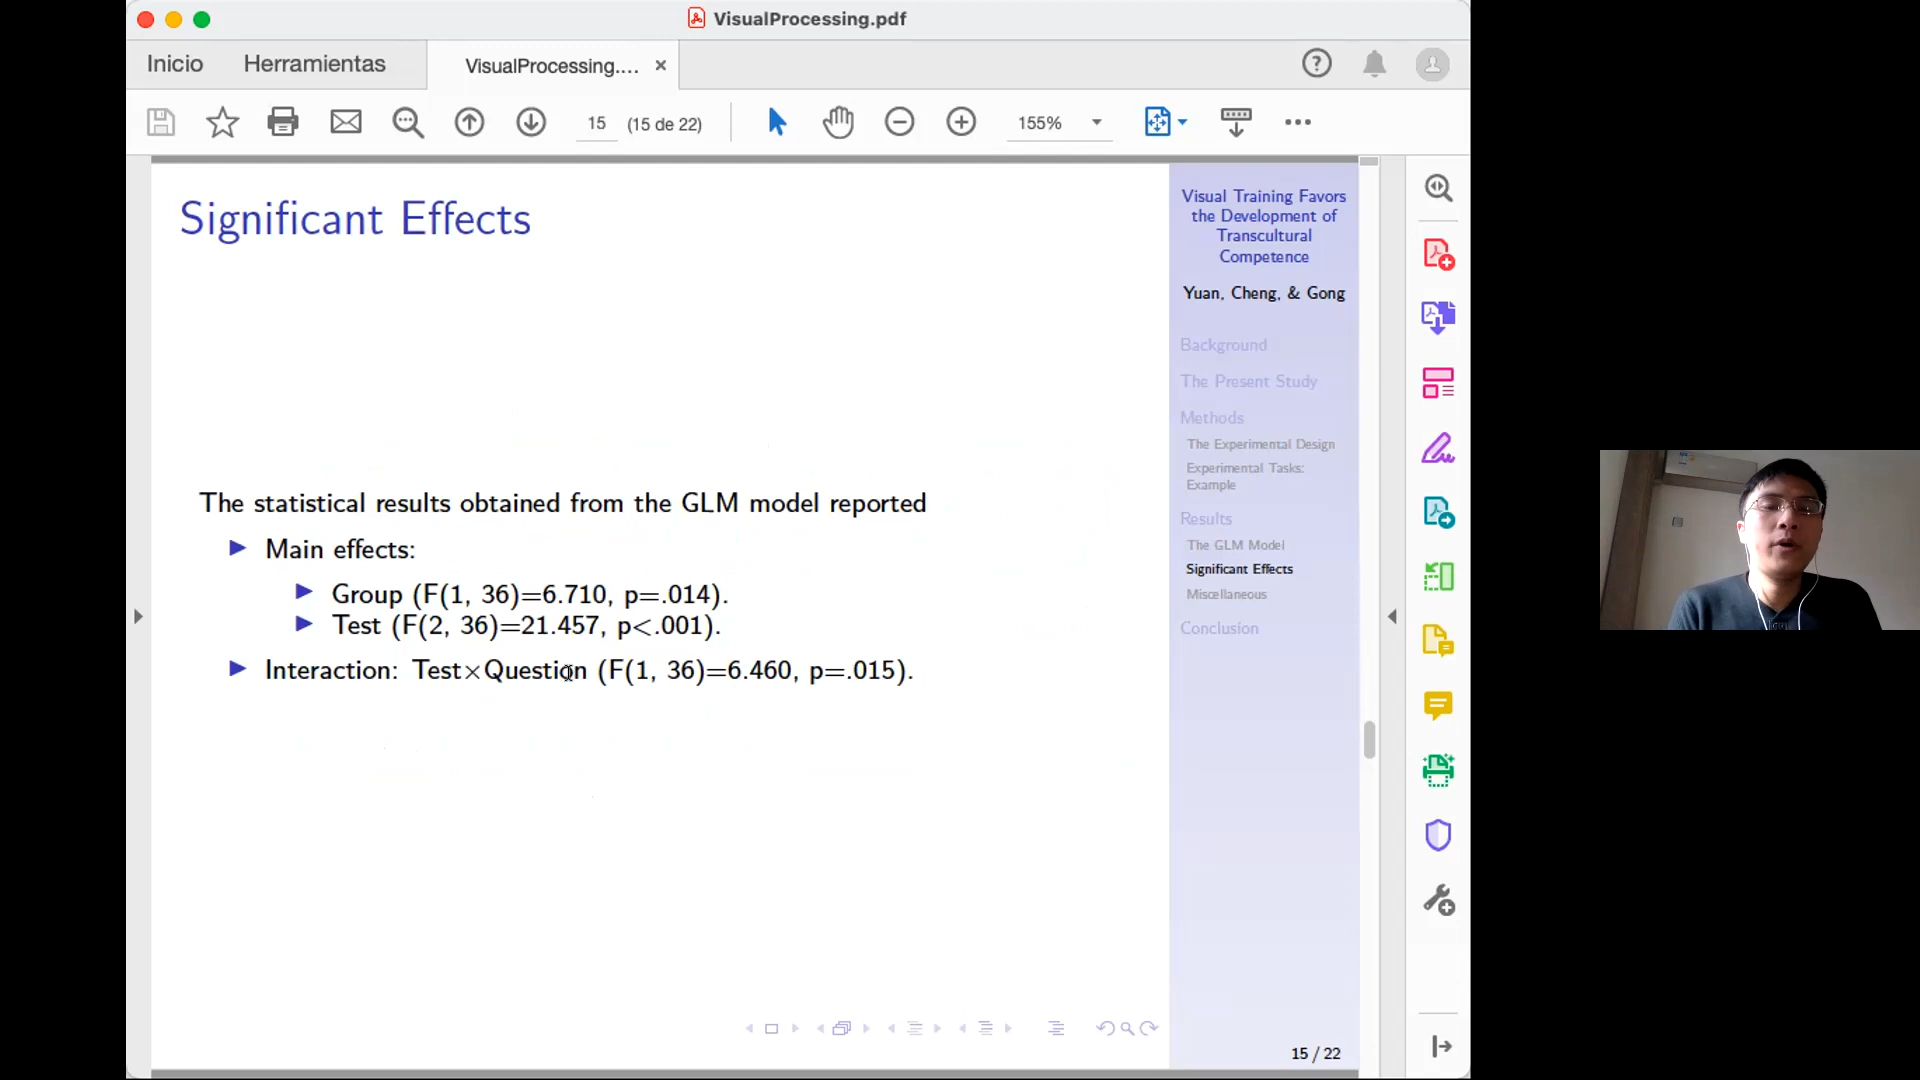 VisualProcessing.pdf
Inicio
Herramientas
VisualProcessing....
15
(15 de 22)
155%
Significant Effects
The statistical results obtained from the GLM model reported
Main effects:
Group (F(1, 36)=6.710, p=.014).
Test (F(2, 36)=21.457, p<.001).
Interaction: Test×Question (F(1, 36)=6.460, p=.015).
Visual Training Favors
the Development of
Transcultural
Competence
Yuan, Cheng, & Gong
Background
The Present Study
Methods
The Experimental Design
Experimental Tasks:
Example
Results
The GLM Model
Significant Effects
Miscellaneous
Conclusion
15 / 22